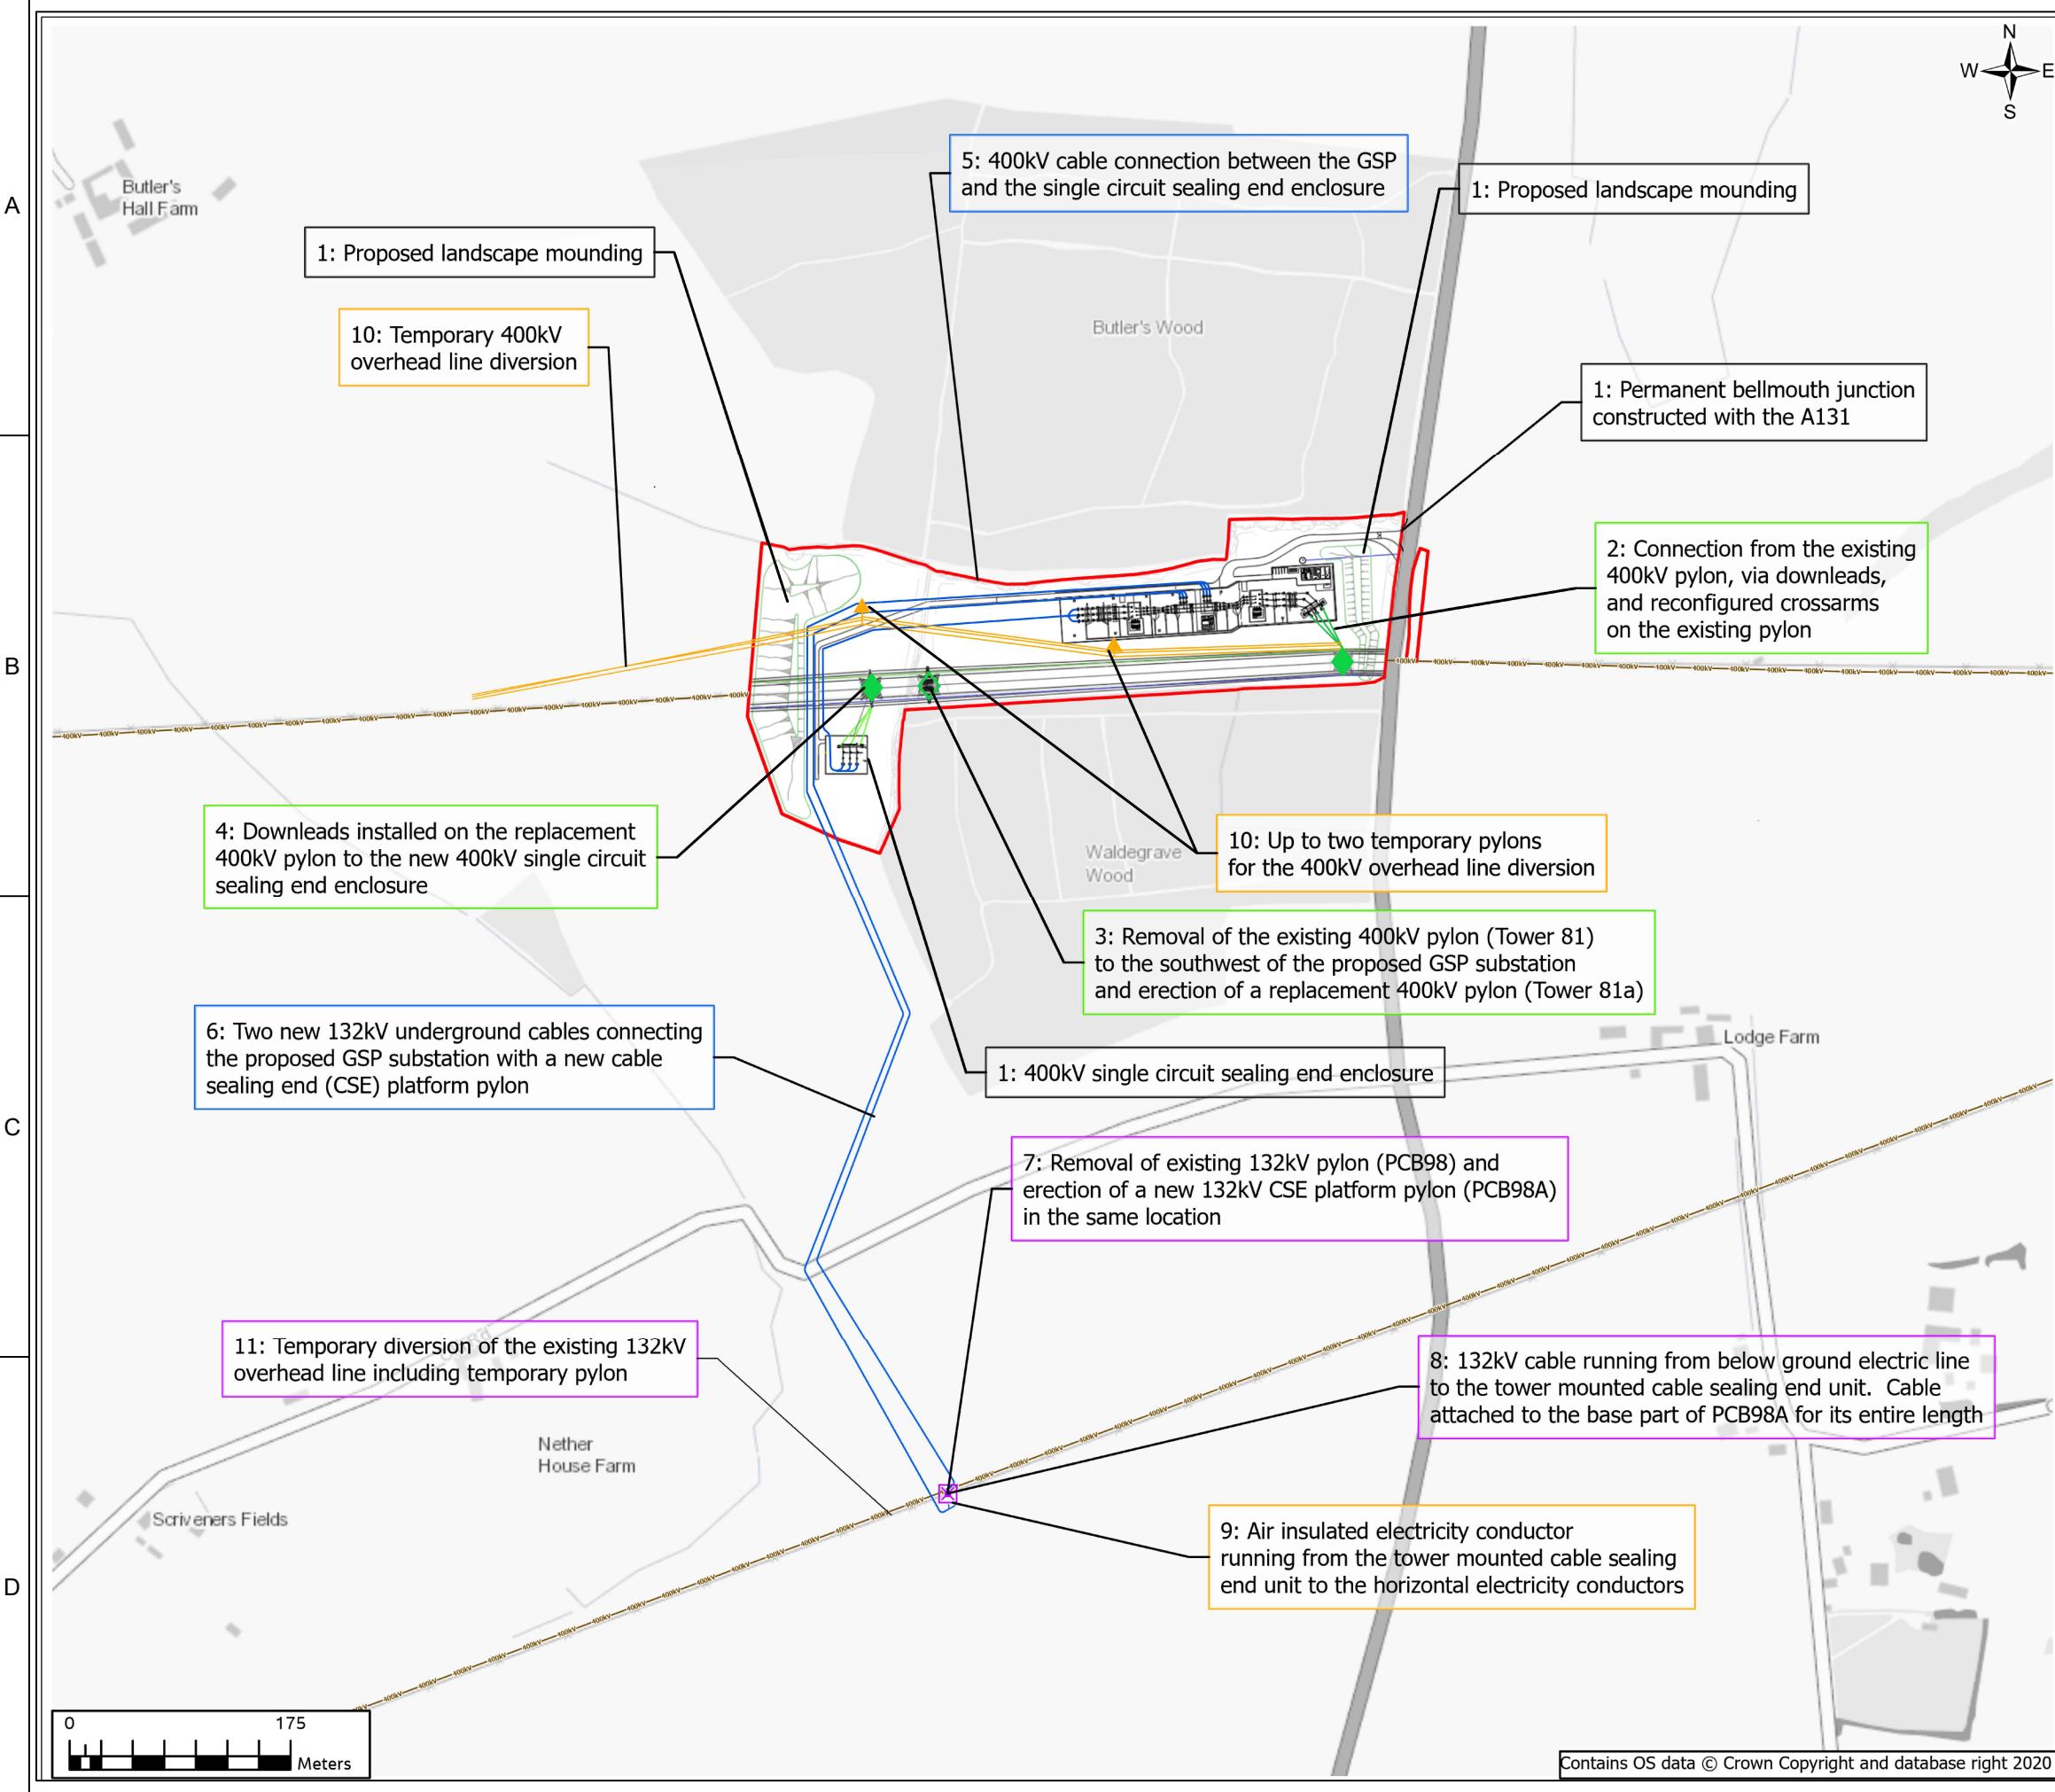 N
W E
S
A
B
C
D
Butler's
Hall Farm
5: 400kV cable connection between the GSP
and the single circuit sealing end enclosure
1: Proposed landscape mounding
1: Proposed landscape mounding
10: Temporary 400kV
overhead line diversion
Butler's Wood
1: Permanent bellmouth junction
constructed with the A131
2: Connection from the existing
400kV pylon, via downleads,
and reconfigured crossarms
on the existing pylon
4: Downleads installed on the replacement
400kV pylon to the new 400kV single circuit
sealing end enclosure
Waldegrave
Wood
10: Up to two temporary pylons
for the 400kV overhead line diversion
3: Removal of the existing 400kV pylon (Tower 81)
to the southwest of the proposed GSP substation
and erection of a replacement 400kV pylon (Tower 81a)
6: Two new 132kV underground cables connecting
the proposed GSP substation with a new cable
sealing end (CSE) platform pylon
Lodge Farm
1: 400kV single circuit sealing end enclosure
7: Removal of existing 132kV pylon (PCB98) and
erection of a new 132kV CSE platform pylon (PCB98A)
in the same location
11: Temporary diversion of the existing 132kV
overhead line including temporary pylon
8: 132kV cable running from below ground electric line
to the tower mounted cable sealing end unit. Cable
attached to the base part of PCB98A for its entire length
Nether
House Farm
Scriveners Fields
9: Air insulated electricity conductor
running from the tower mounted cable sealing
end unit to the horizontal electricity conductors
0 175
Meters
Contains OS data © Crown Copyright and database right 2020